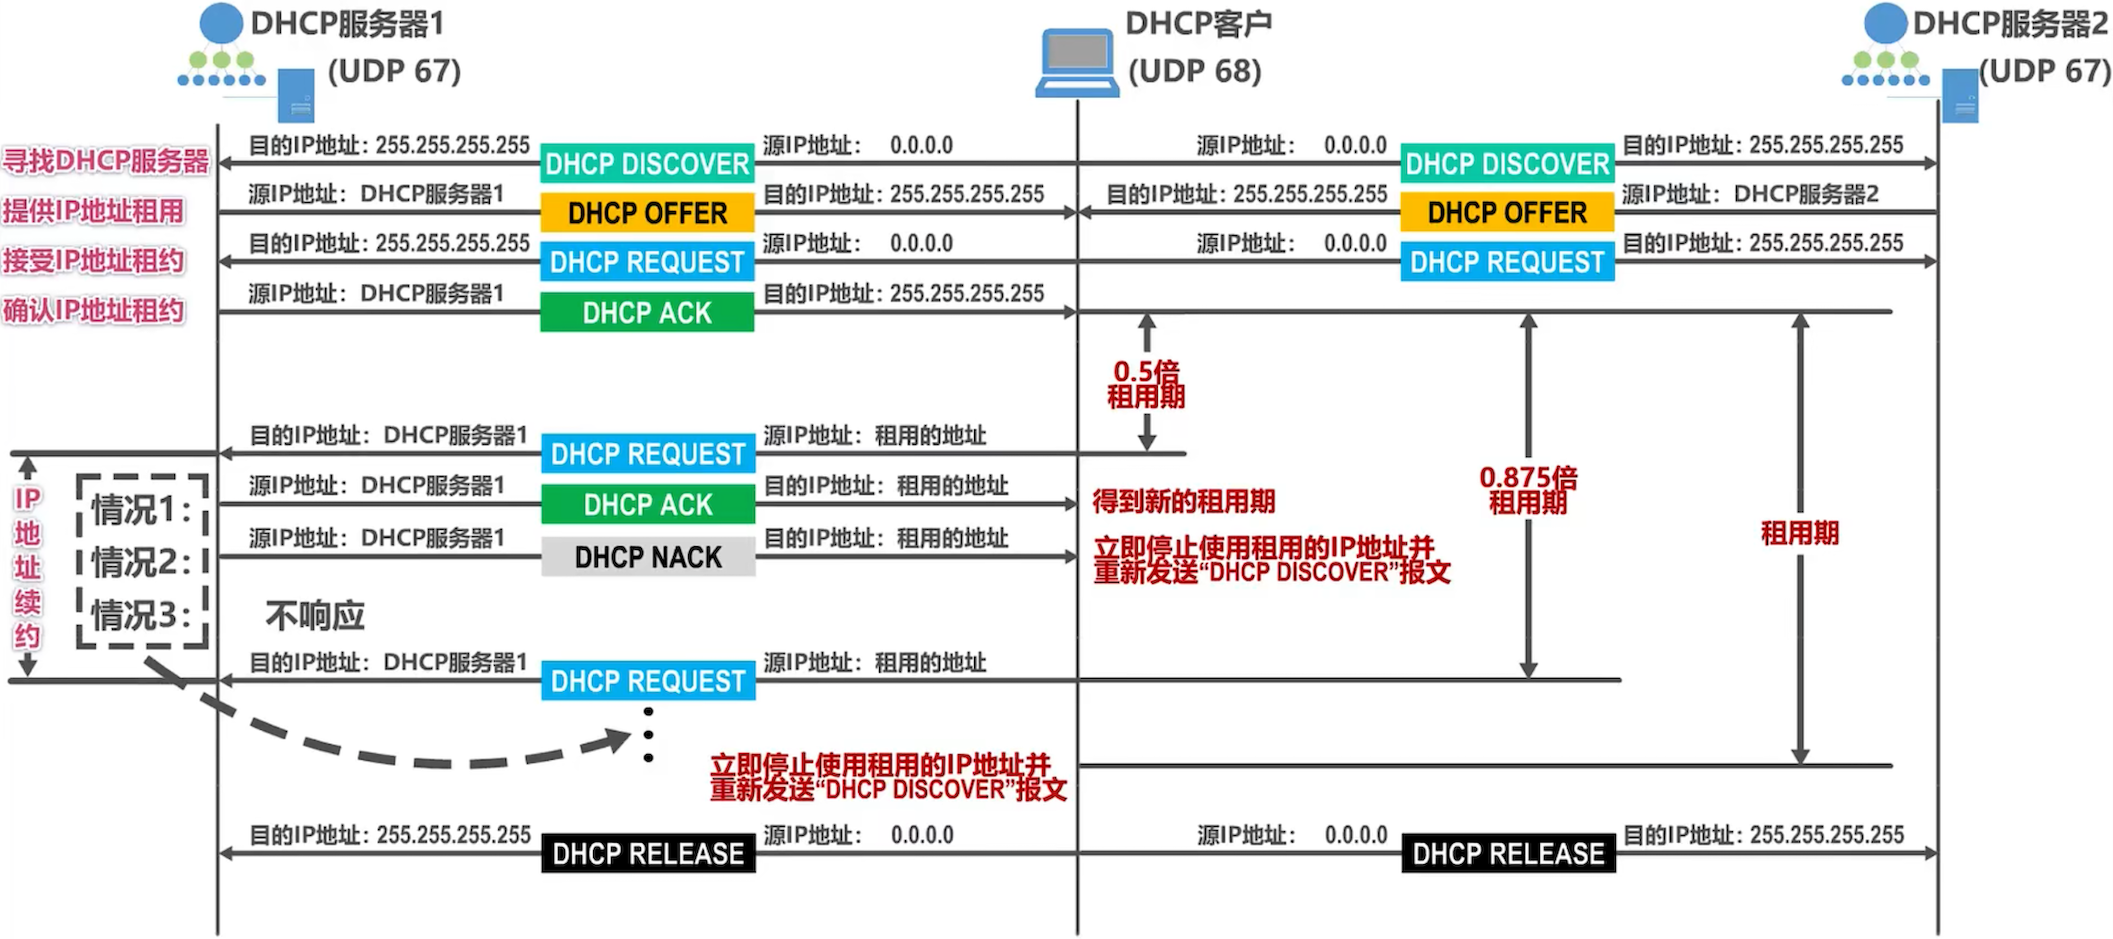 DHCP服务器1
(UDP 67)
DHCP客户
(UDP 68)
DHCP服务器2
(UDP 67)
寻找DHCP服务器
目的IP地址：255.255.255.255
DHCP DISCOVER
源IP地址： 0.0.0.0
源IP地址： 0.0.0.0
DHCP DISCOVER
目的IP地址：255.255.255.255
提供IP地址租用
源IP地址：DHCP服务器1
DHCP OFFER
目的IP地址：255.255.255.255
目的IP地址：255.255.255.255
DHCP OFFER
源IP地址：DHCP服务器2
接受IP地址租约
目的IP地址：255.255.255.255
DHCP REQUEST
源IP地址： 0.0.0.0
源IP地址： 0.0.0.0
DHCP REQUEST
目的IP地址：255.255.255.255
确认IP地址租约
源IP地址：DHCP服务器1
DHCP ACK
目的IP地址：255.255.255.255
0.5倍
租用期
目的IP地址：DHCP服务器1
DHCP REQUEST
源IP地址：租用的地址
0.875倍
租用期
租用期
IP
地
址
续
约
情况1：
源IP地址：DHCP服务器1
DHCP ACK
目的IP地址：租用的地址
得到新的租用期
情况2：
源IP地址：DHCP服务器1
DHCP NACK
目的IP地址：租用的地址
立即停止使用租用的IP地址并
重新发送“DHCP DISCOVER”报文
情况3：
不响应
目的IP地址：DHCP服务器1
DHCP REQUEST
源IP地址：租用的地址
立即停止使用租用的IP地址并
重新发送“DHCP DISCOVER”报文
目的IP地址：255.255.255.255
DHCP RELEASE
源IP地址： 0.0.0.0
源IP地址： 0.0.0.0
DHCP RELEASE
目的IP地址：255.255.255.255